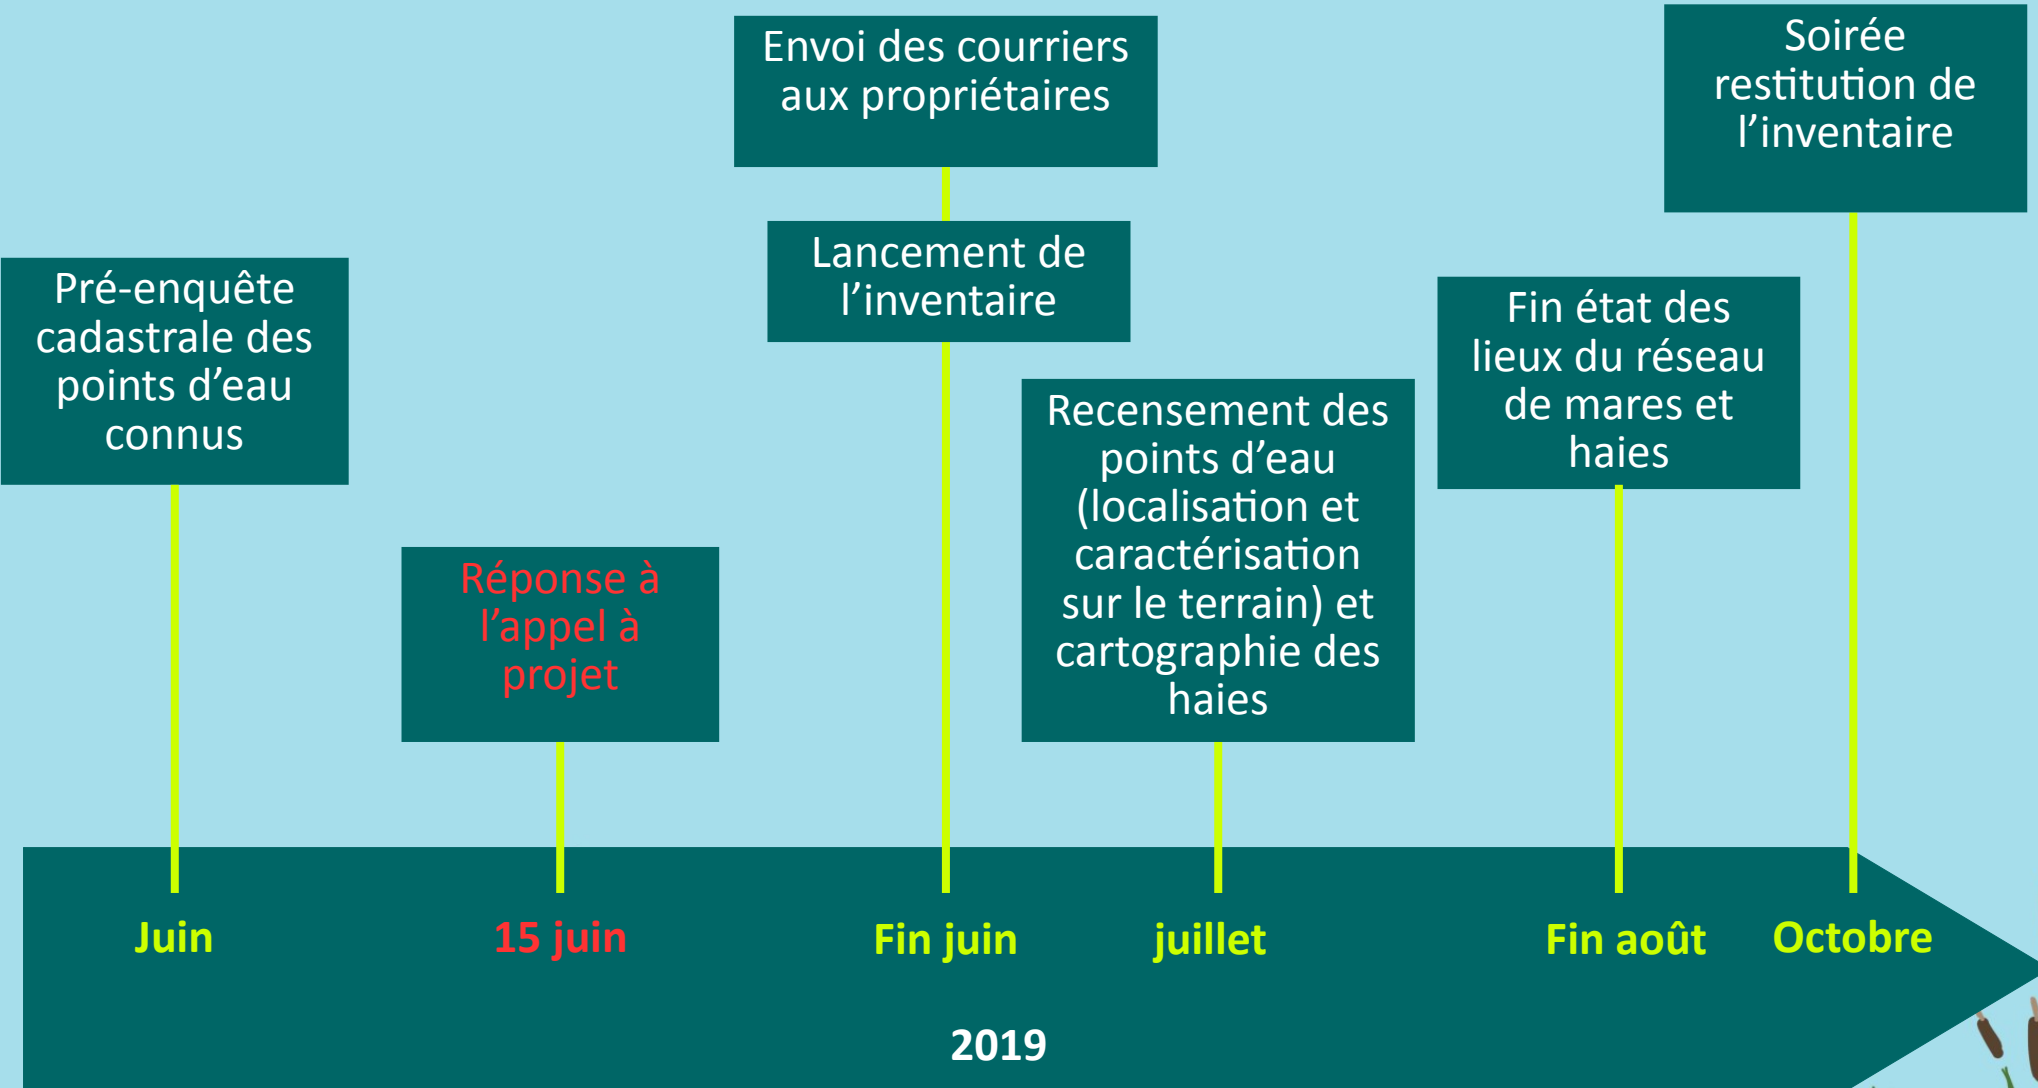 Envoi des courriers
aux propriétaires
Soirée
restitution de
l’inventaire
Lancement de
l’inventaire
Pré-enquête
cadastrale des
points d’eau
connus
Fin état des
lieux du réseau
de mares et
haies
Recensement des
points d’eau
(localisation et
caractérisation
sur le terrain) et
cartographie des
haies
Réponse à
l’appel à
projet
Juin
15 juin
Fin juin
juillet
Fin août
Octobre
2019